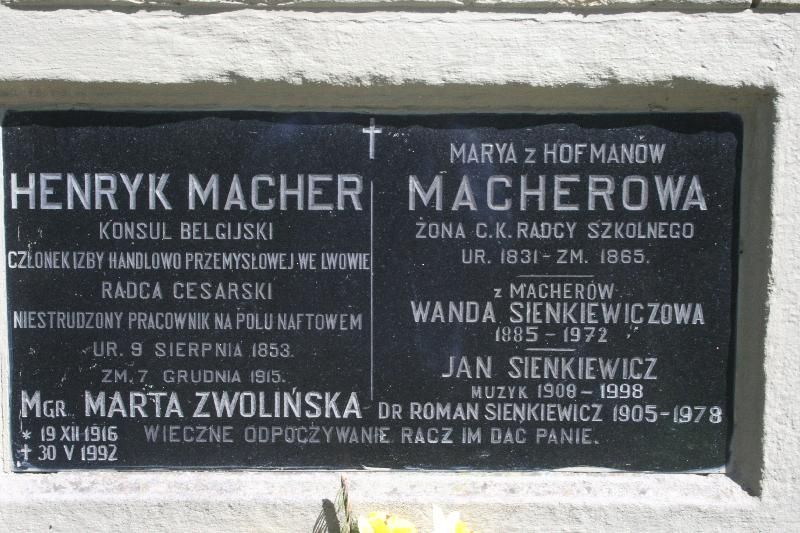 HENRYK MACHER
KONSUL BELGIJSKI
CZŁONEK IZBY HANDLOWO PRZEMYSŁOWEJ WE LWOWIE
RADCA CESARSKI
NIESTRUDZONY PRACOWNIK NA POLU NAFTOWEM
UR. 9 SIERPNIA 1853.
ZM. 7 GRUDNIA 1915.
MGR MARTA ZWOLIŃSKA
* 19 XII 1916
✝ 30 V 1992
MARYA z HOFMANÓW
MACHEROWA
ŻONA C.K. RADCY SZKOLNEGO
UR. 1831 - ZM. 1865.
z MACHERÓW
WANDA SIENKIEWICZOWA
1885 - 1972
JAN SIENKIEWICZ
MUZYK 1908 - 1998
DR ROMAN SIENKIEWICZ 1905-1978
WIECZNE ODPOCZYWANIE RACZ IM DAĆ PANIE.